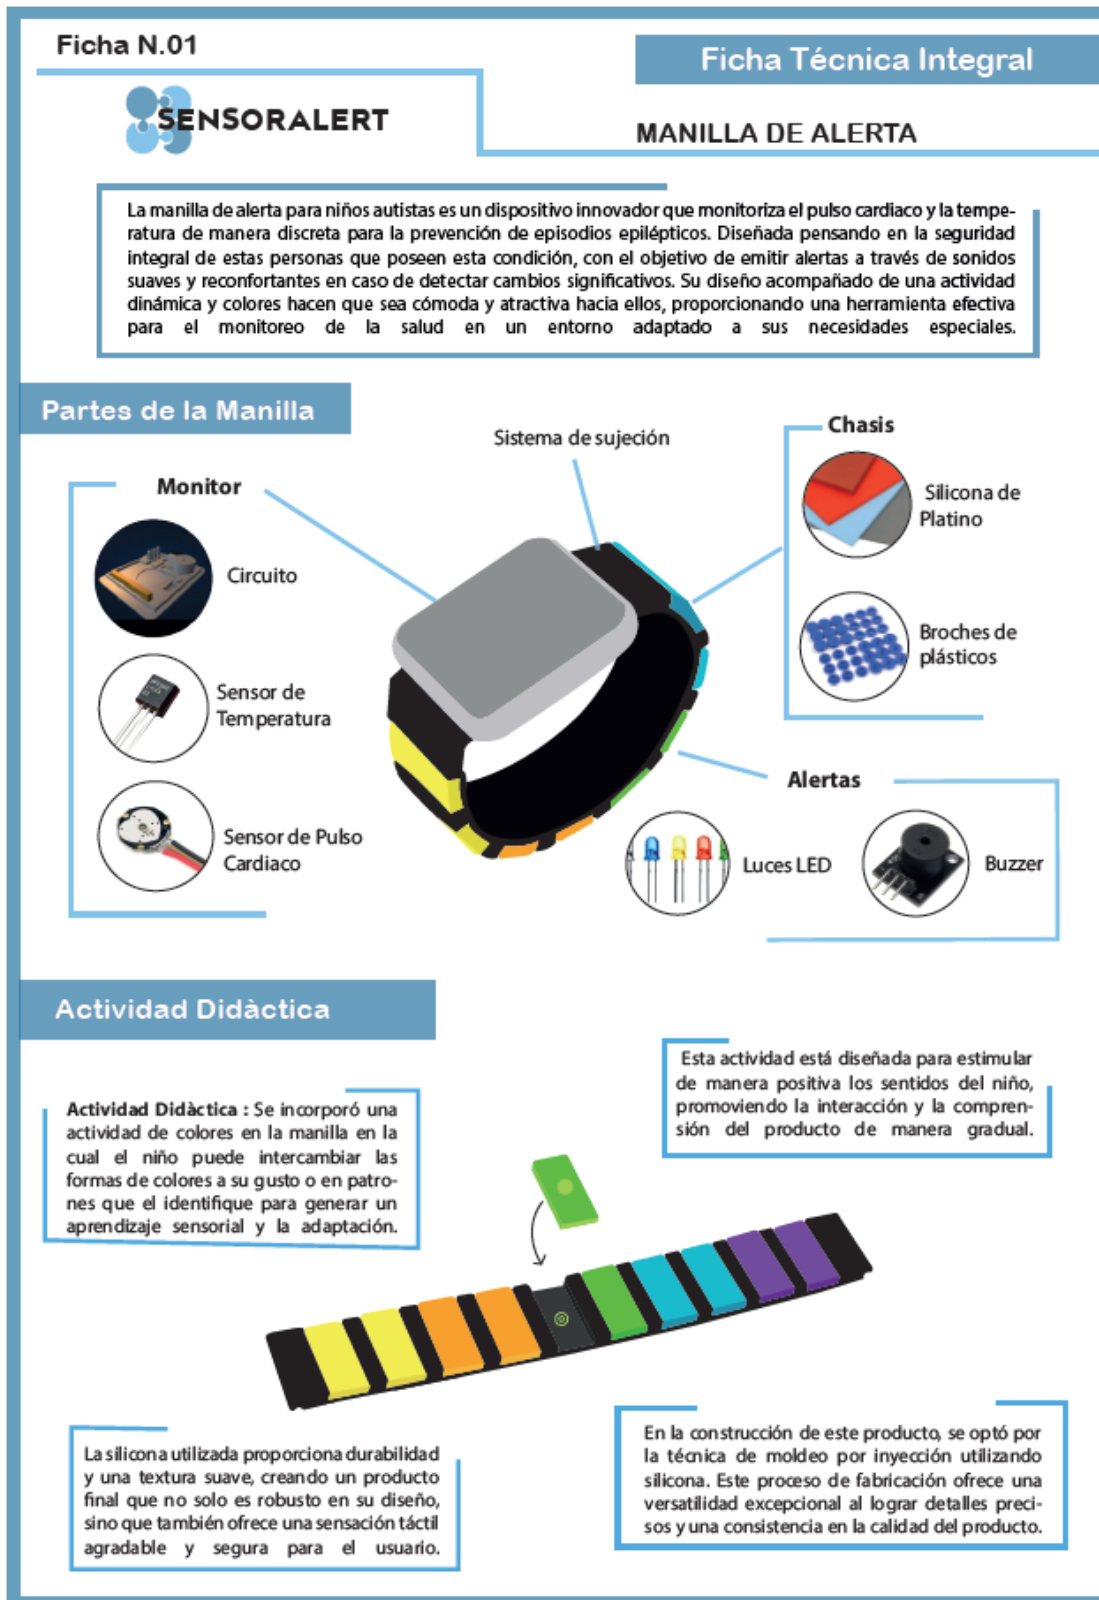 Ficha N.01
Ficha Técnica Integral
SENSORALERT
MANILLA DE ALERTA
La manilla de alerta para niños autistas es un dispositivo innovador que monitoriza el pulso cardiaco y la tempe-
ratura de manera discreta para la prevención de episodios epilépticos. Diseñada pensando en la seguridad
integral de estas personas que poseen esta condición, con el objetivo de emitir alertas a través de sonidos
suaves y reconfortantes en caso de detectar cambios significativos. Su diseño acompañado de una actividad
dinámica y colores hacen que sea cómoda y atractiva hacia ellos, proporcionando una herramienta efectiva
para el monitoreo de la salud en un entorno adaptado a sus necesidades especiales.
Partes de la Manilla
Monitor
Circuito
Sensor de
Temperatura
Sensor de Pulso
Cardiaco
Sistema de sujeción
Chasis
Silicona de
Platino
Broches de
plásticos
Alertas
Luces LED
Buzzer
Actividad Didàctica
Actividad Didàctica : Se incorporó una
actividad de colores en la manilla en la
cual el niño puede intercambiar las
formas de colores a su gusto o en patro-
nes que el identifique para generar un
aprendizaje sensorial y la adaptación.
Esta actividad está diseñada para estimular
de manera positiva los sentidos del niño,
promoviendo la interacción y la compren-
sión del producto de manera gradual.
La silicona utilizada proporciona durabilidad
y una textura suave, creando un producto
final que no solo es robusto en su diseño,
sino que también ofrece una sensación táctil
agradable y segura para el usuario.
En la construcción de este producto, se optó por
la técnica de moldeo por inyección utilizando
silicona. Este proceso de fabricación ofrece una
versatilidad excepcional al lograr detalles preci-
sos y una consistencia en la calidad del producto.